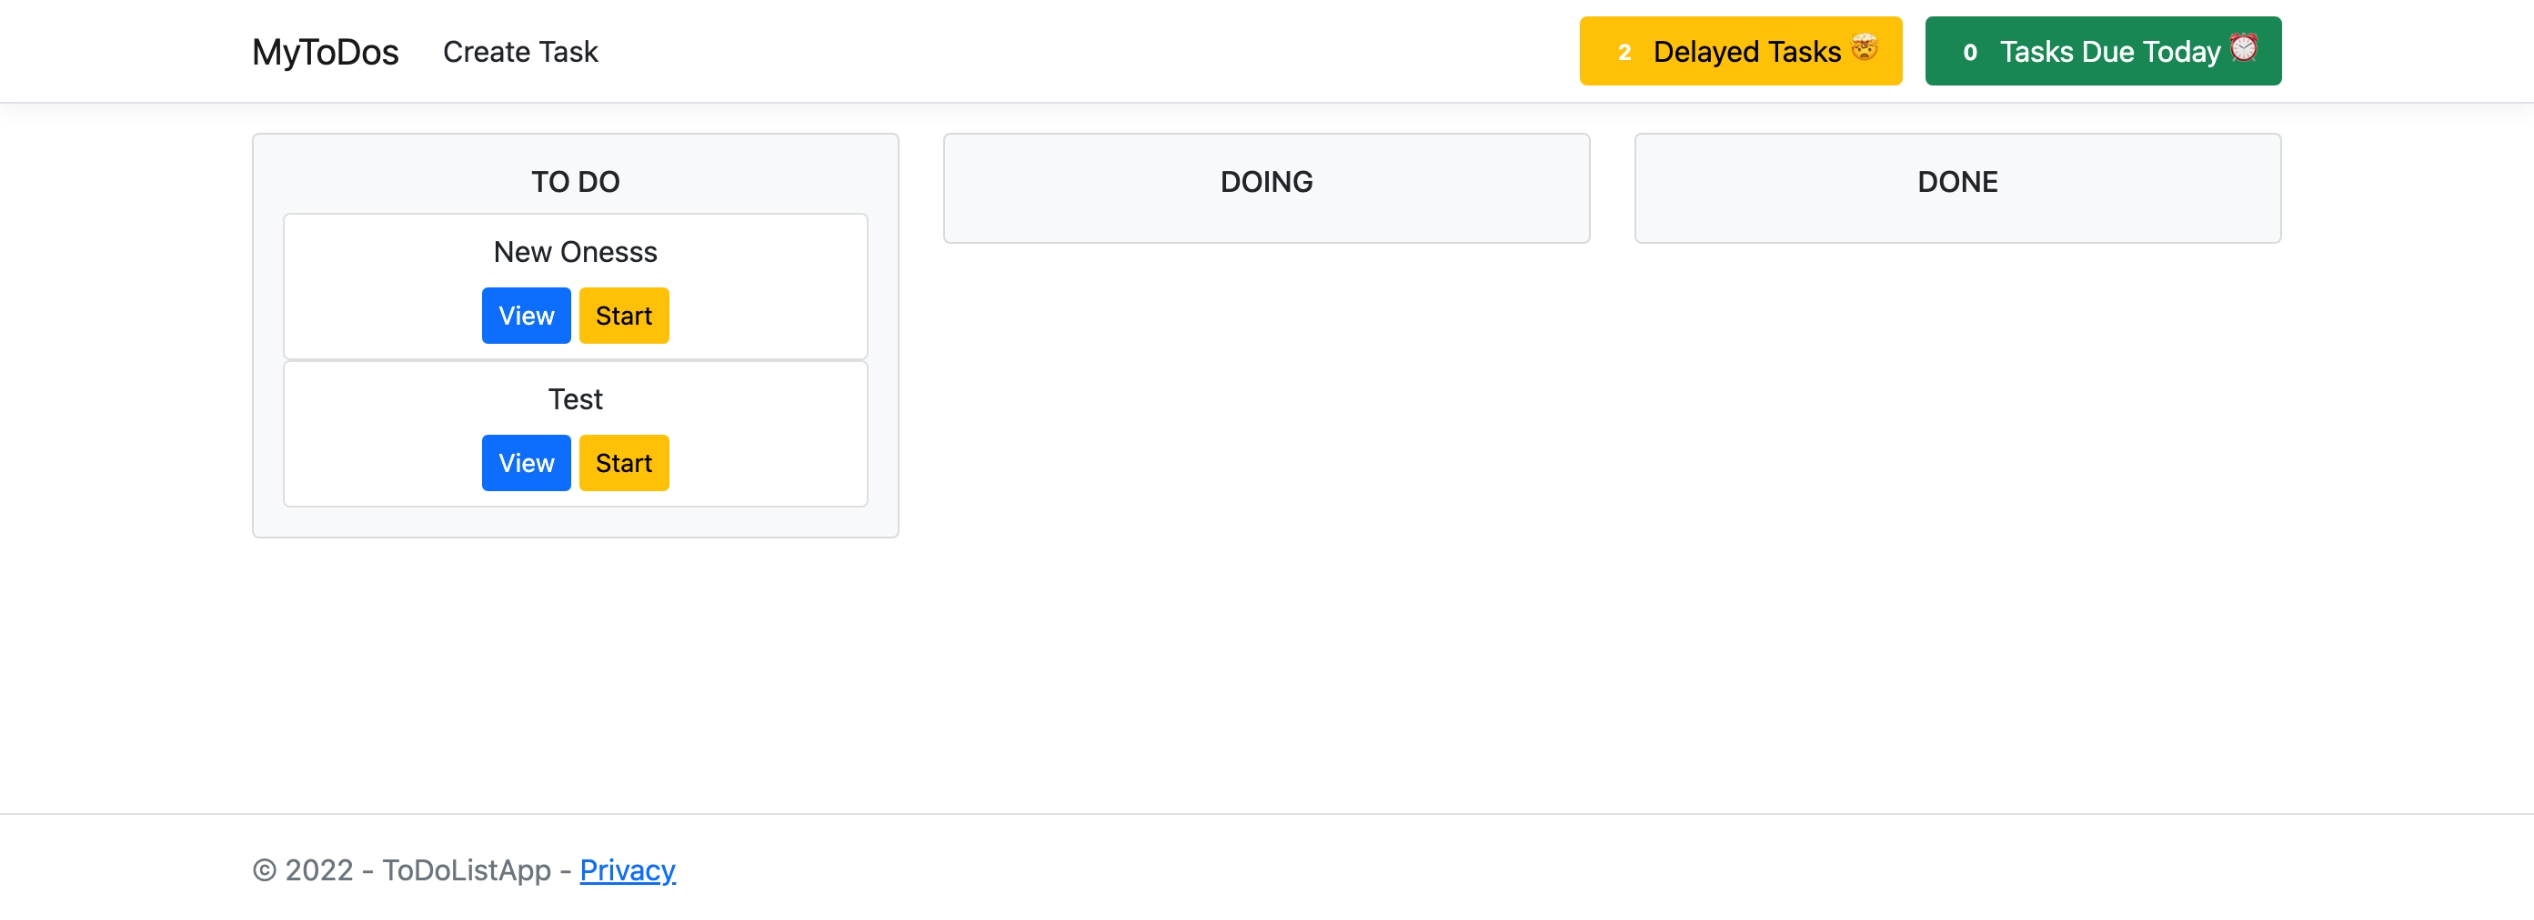 MyToDos Create Task 2 Delayed Tasks 🤯 0 Tasks Due Today ⏰
TO DO
New Onesss
View Start
Test
View Start
DOING
DONE
© 2022 - ToDoListApp - Privacy